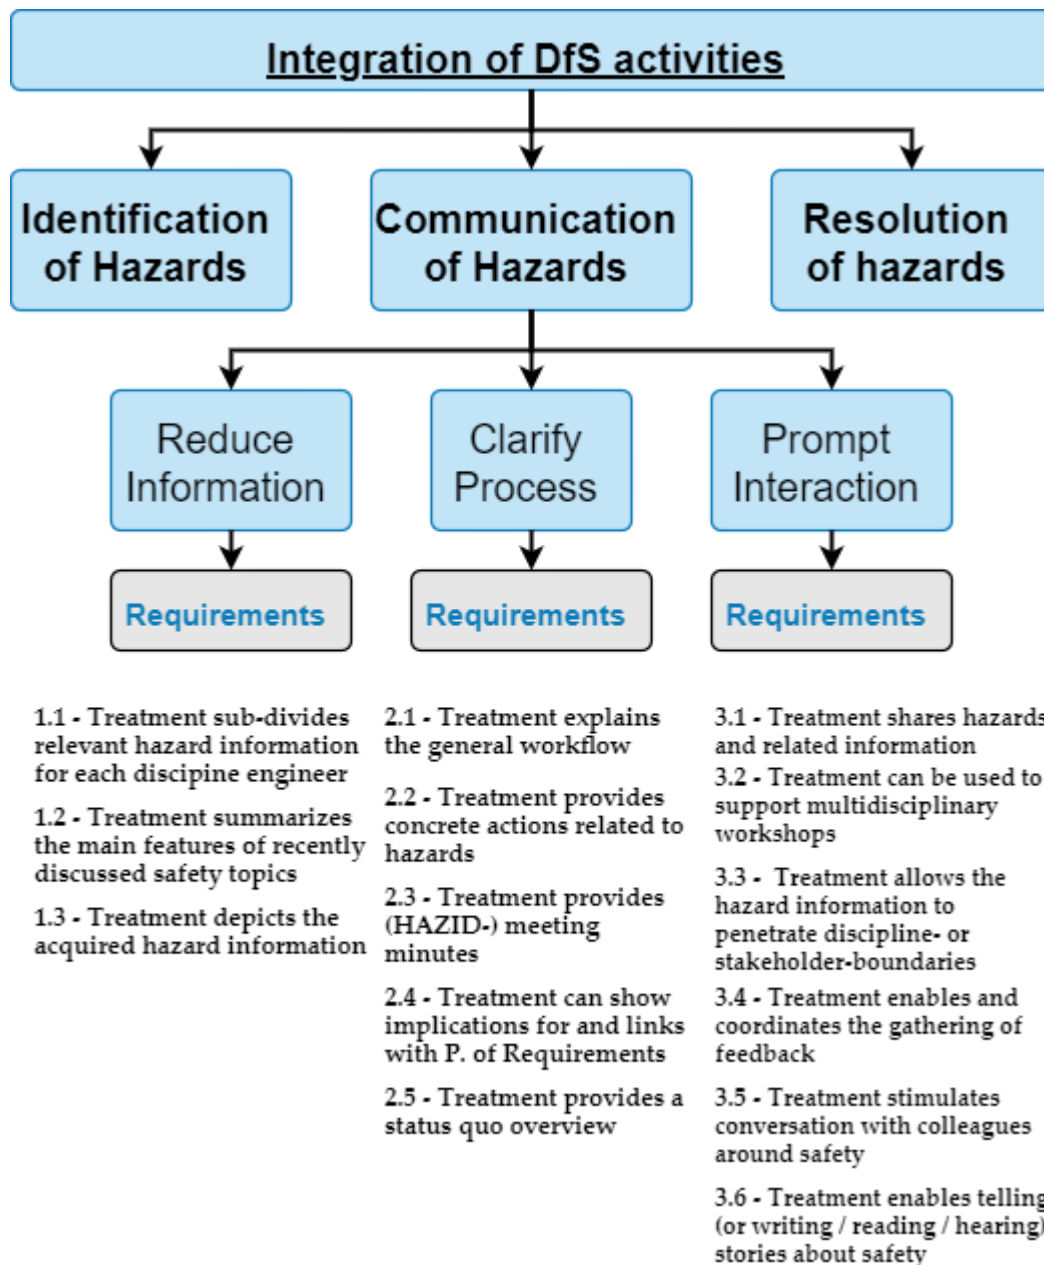 Integration of DfS activities
Identification
of Hazards
Communication
of Hazards
Resolution
of hazards
Reduce
Information
Clarify
Process
Prompt
Interaction
Requirements
Requirements
Requirements
1.1 - Treatment sub-divides
relevant hazard information
for each discipine engineer
1.2 - Treatment summarizes
the main features of recently
discussed safety topics
1.3 - Treatment depicts the
acquired hazard information
2.1 - Treatment explains
the general workflow
2.2 - Treatment provides
concrete actions related to
hazards
2.3 - Treatment provides
(HAZID-) meeting
minutes
2.4 - Treatment can show
implications for and links
with P. of Requirements
2.5 - Treatment provides a
status quo overview
3.1 - Treatment shares hazards
and related information
3.2 - Treatment can be used to
support multidisciplinary
workshops
3.3 - Treatment allows the
hazard information to
penetrate discipline- or
stakeholder-boundaries
3.4 - Treatment enables and
coordinates the gathering of
feedback
3.5 - Treatment stimulates
conversation with colleagues
around safety
3.6 - Treatment enables telling
(or writing / reading / hearing)
stories about safety